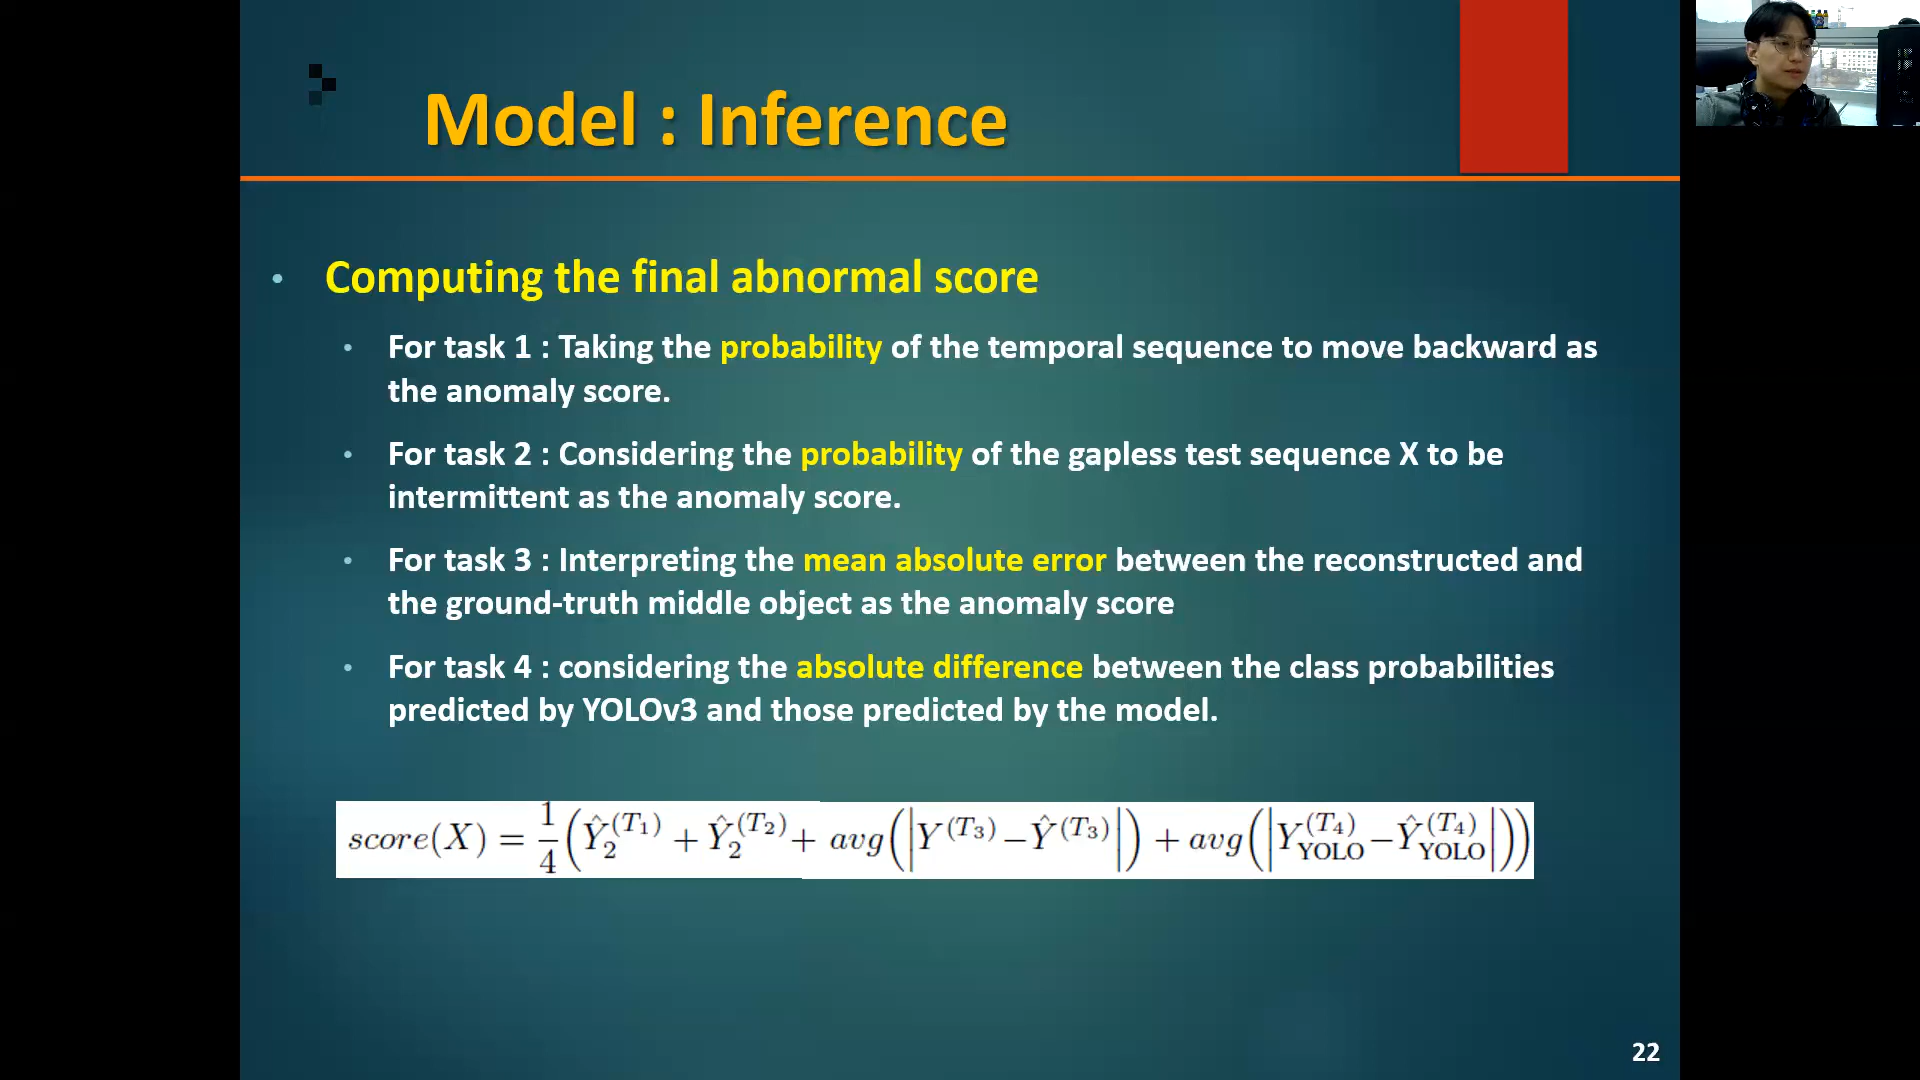 Model : Inference
• Computing the final abnormal score
• For task 1 : Taking the probability of the temporal sequence to move backward as
the anomaly score.
• For task 2 : Considering the probability of the gapless test sequence X to be
intermittent as the anomaly score.
• For task 3 : Interpreting the mean absolute error between the reconstructed and
the ground-truth middle object as the anomaly score
• For task 4 : considering the absolute difference between the class probabilities
predicted by YOLOv3 and those predicted by the model.
score(X) = 1/4 (Ŷ₂^(T₁) + Ŷ₂^(T₂) + avg(|Y^(T₃) − Ŷ^(T₃)|) + avg(|Y_YOLO^(T₄) − Ŷ_YOLO^(T₄)|))
22